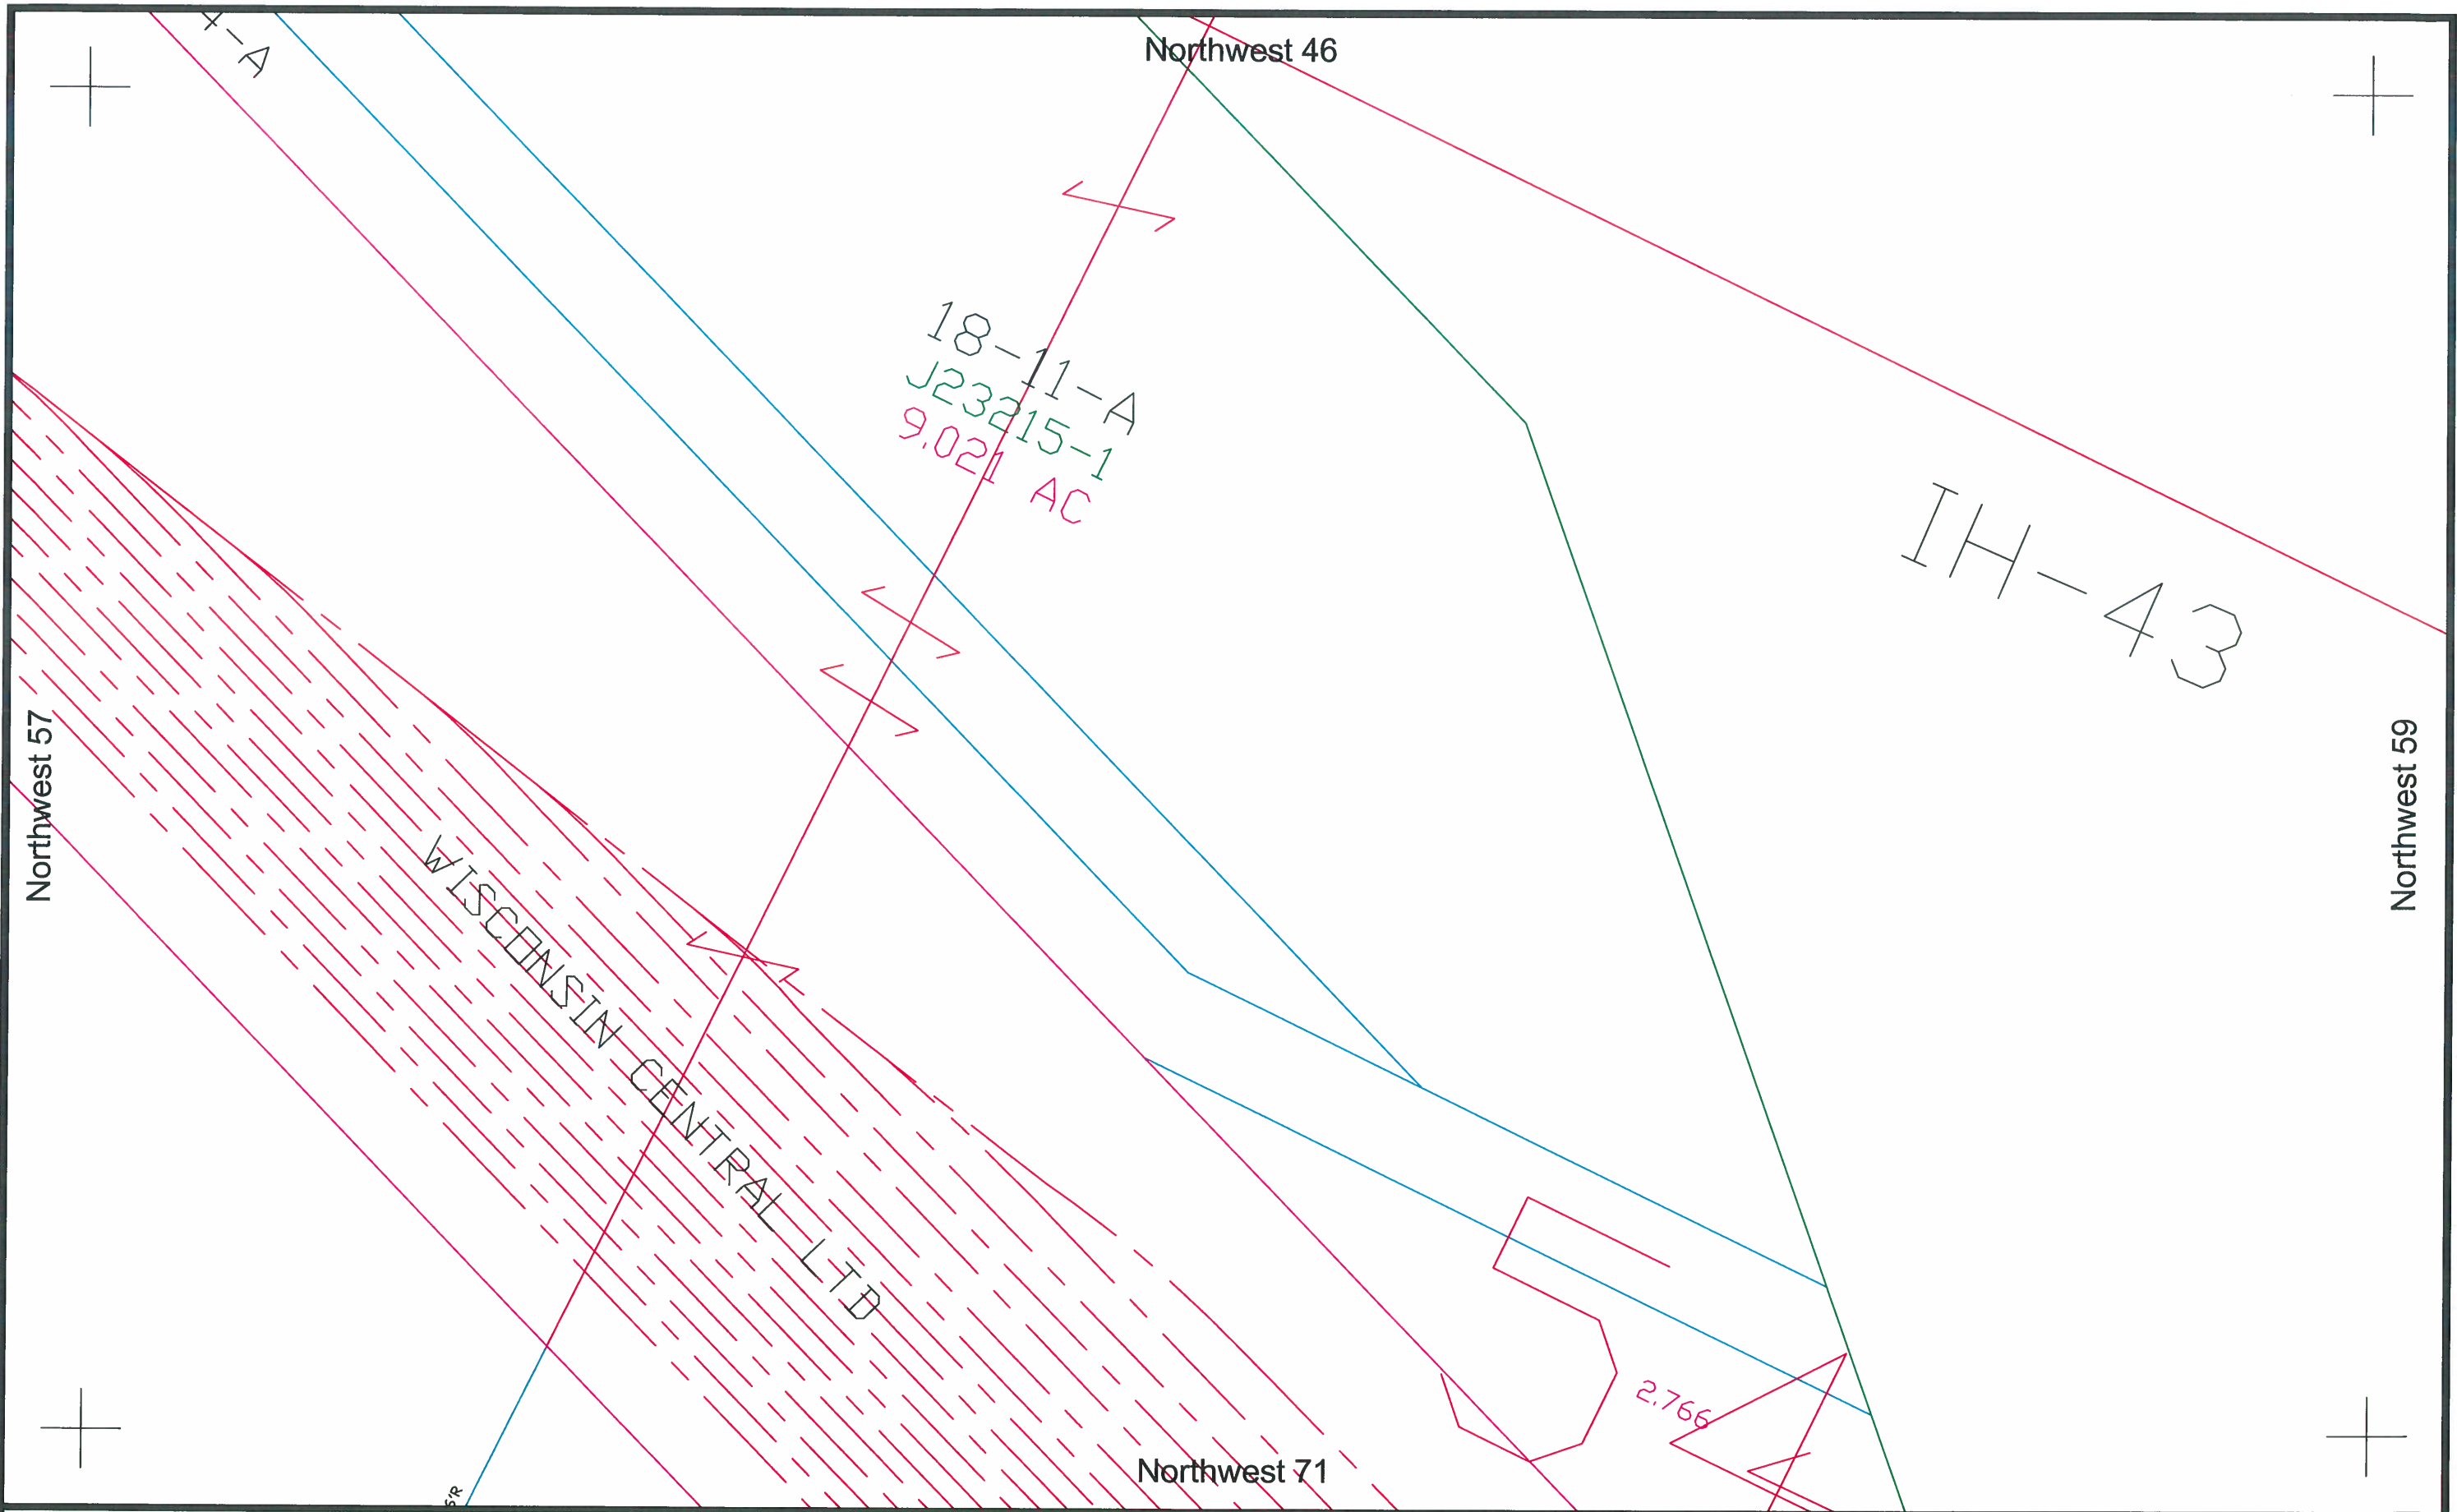 4-A
Northwest 46
18-11-A
J23215-1
9.021 AC
IH-43
Northwest 57
Northwest 59
WISCONSIN CENTRAL LTD
2.766
Northwest 71